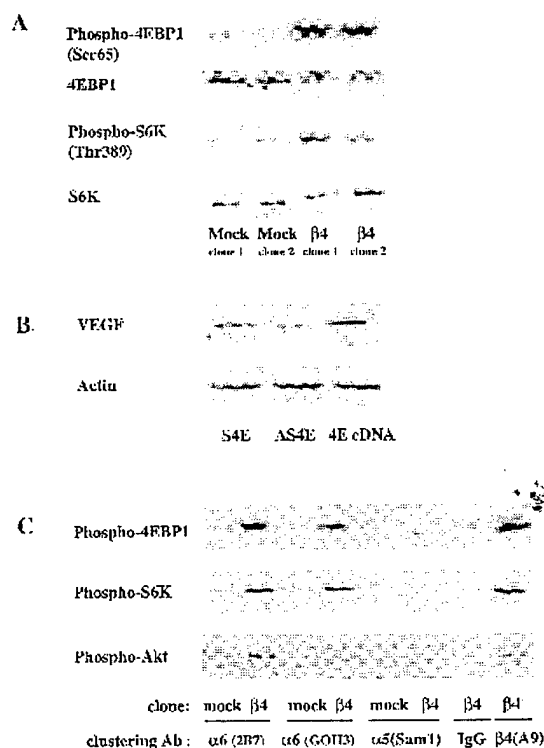 A
Phospho-4EBP1
(Ser65)
4EBP1
Phospho-S6K
(Thr389)
S6K
Mock Mock β4 β4
clone 1 clone 2 clone 1 clone 2
B.
VEGF
Actin
S4E AS4E 4E cDNA
C
Phospho-4EBP1
Phospho-S6K
Phospho-Akt
clone: mock β4 mock β4 mock β4 β4 β4
clustering Ab : α6 (2B7) α6 (GOH3) α5(Sam1) IgG β4(A9)